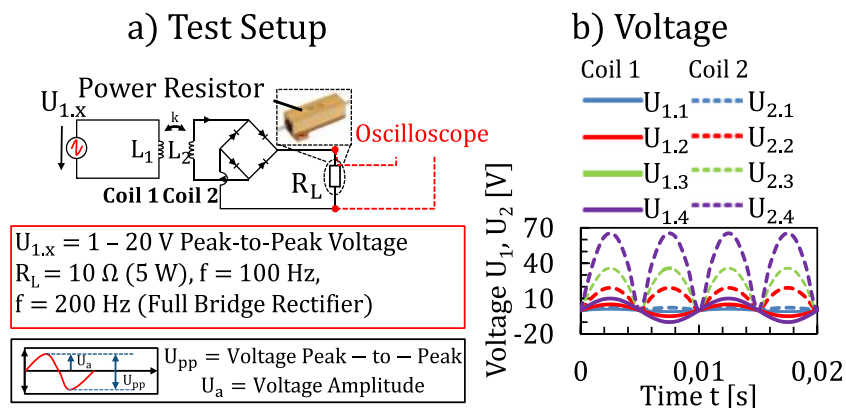 a) Test Setup
Power Resistor
U1.x
k
L1 L2
Coil 1 Coil 2
RL
Oscilloscope
U1.x = 1 – 20 V Peak-to-Peak Voltage
RL = 10 Ω (5 W), f = 100 Hz,
f = 200 Hz (Full Bridge Rectifier)
Ua
Upp
Upp = Voltage Peak – to – Peak
Ua = Voltage Amplitude
b) Voltage
Coil 1 Coil 2
U1.1 U2.1
U1.2 U2.2
U1.3 U2.3
U1.4 U2.4
Voltage U1, U2 [V]
70
40
10
-20
0 0,01 0,02
Time t [s]